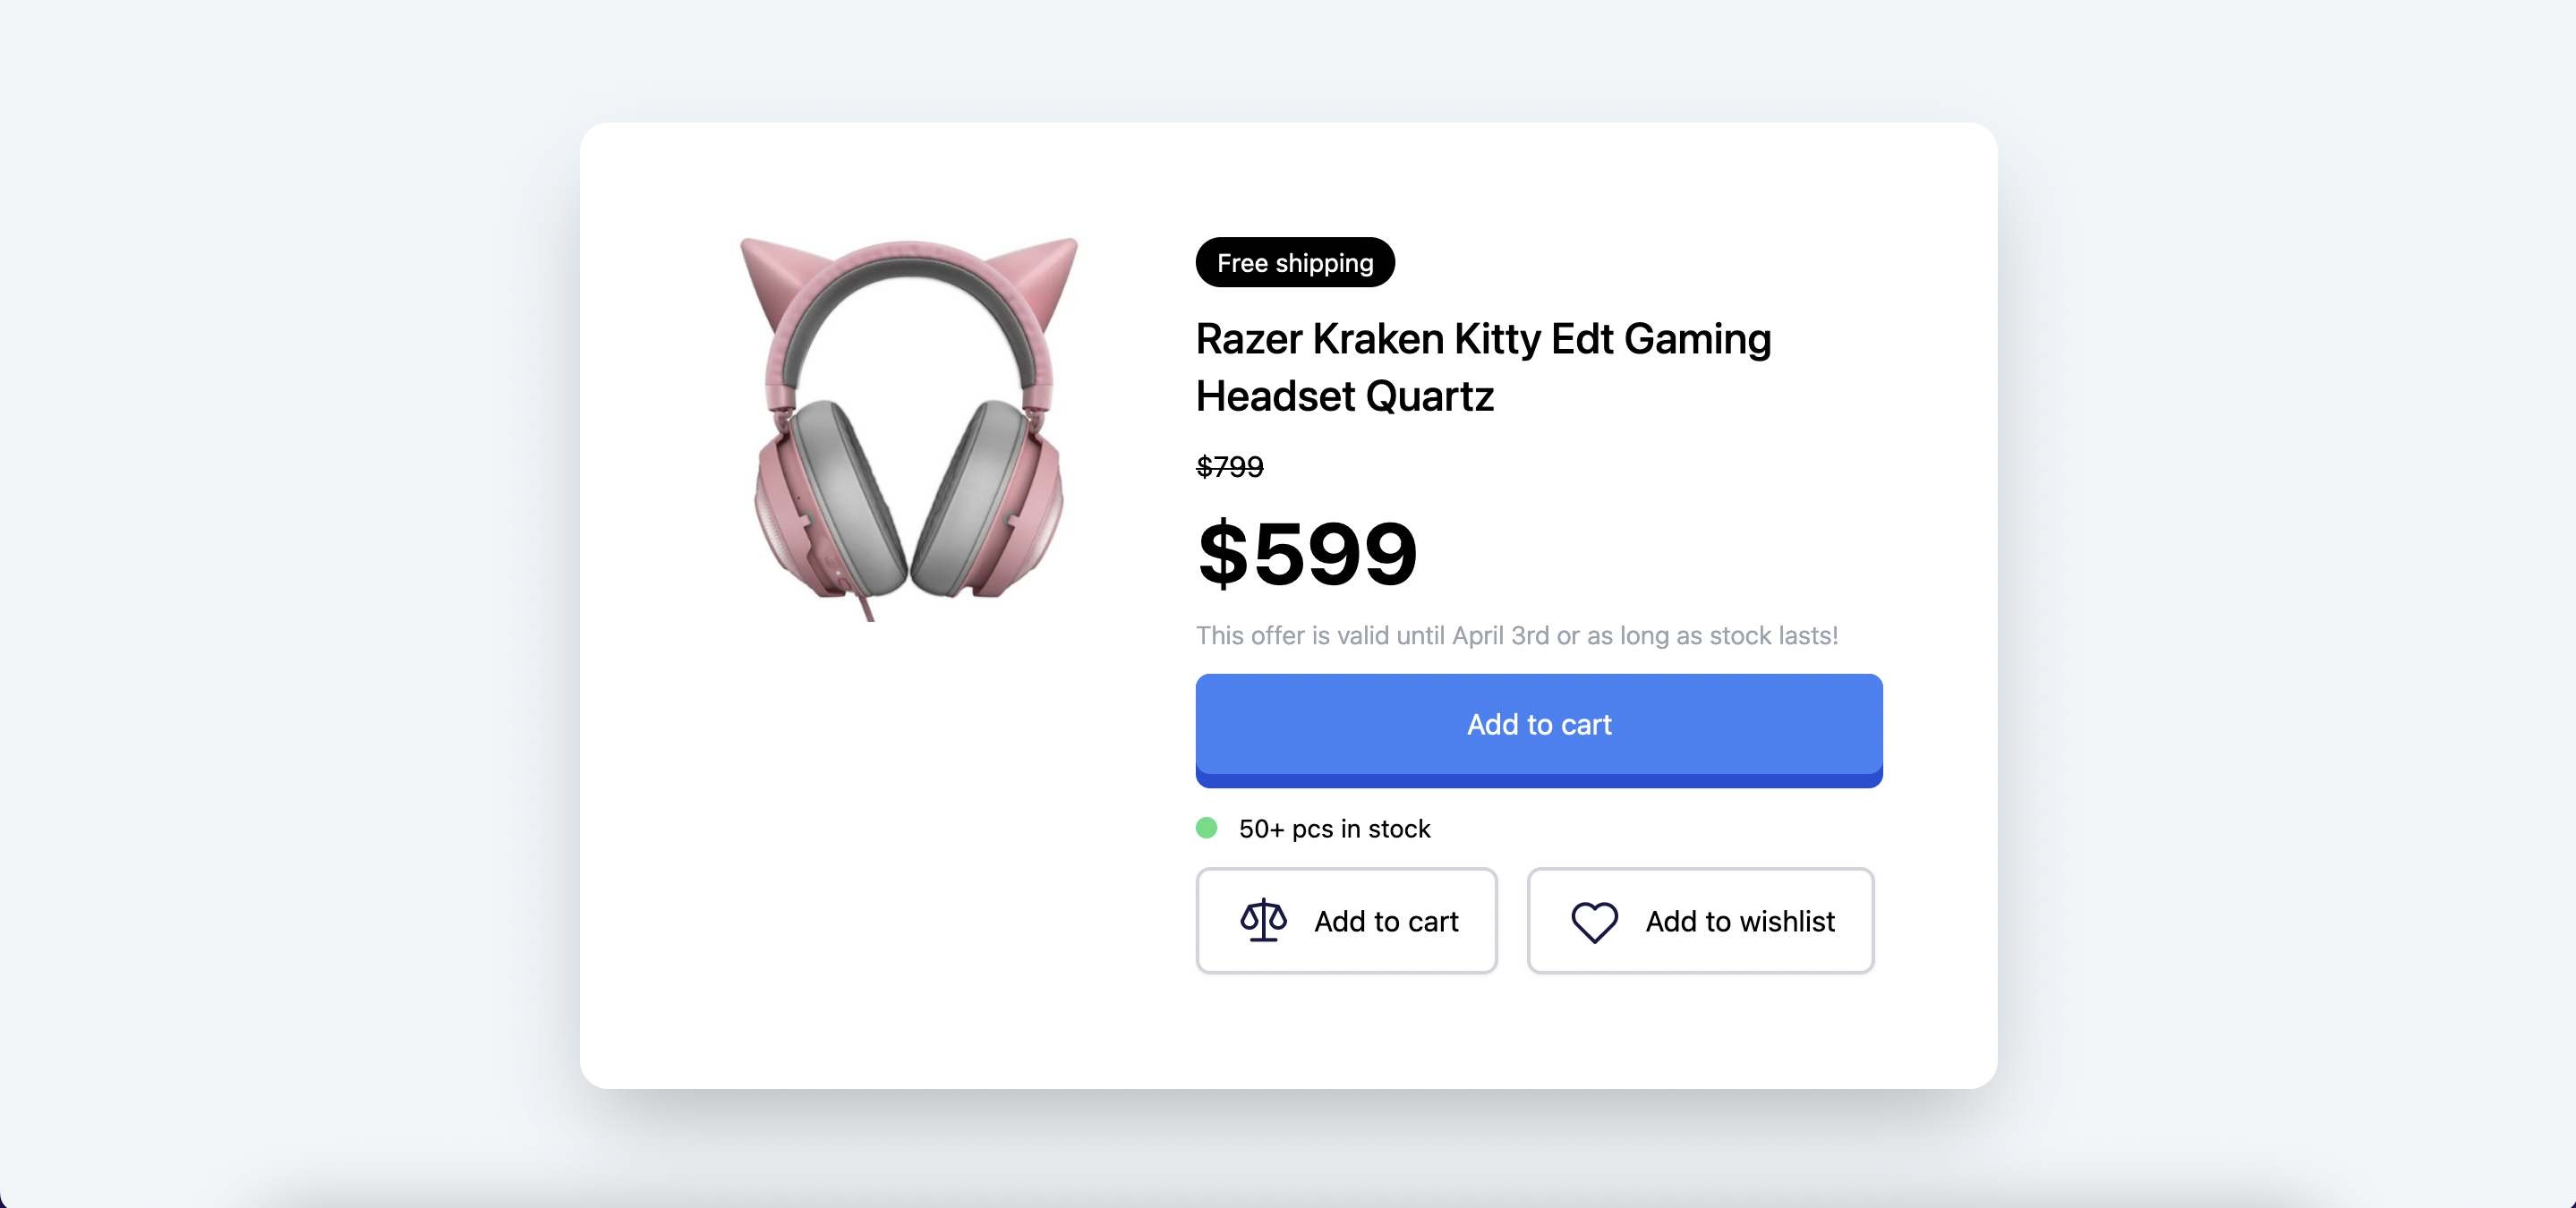 Free shipping
Razer Kraken Kitty Edt Gaming
Headset Quartz
$799
$599
This offer is valid until April 3rd or as long as stock lasts!
Add to cart
50+ pcs in stock
Add to cart
Add to wishlist